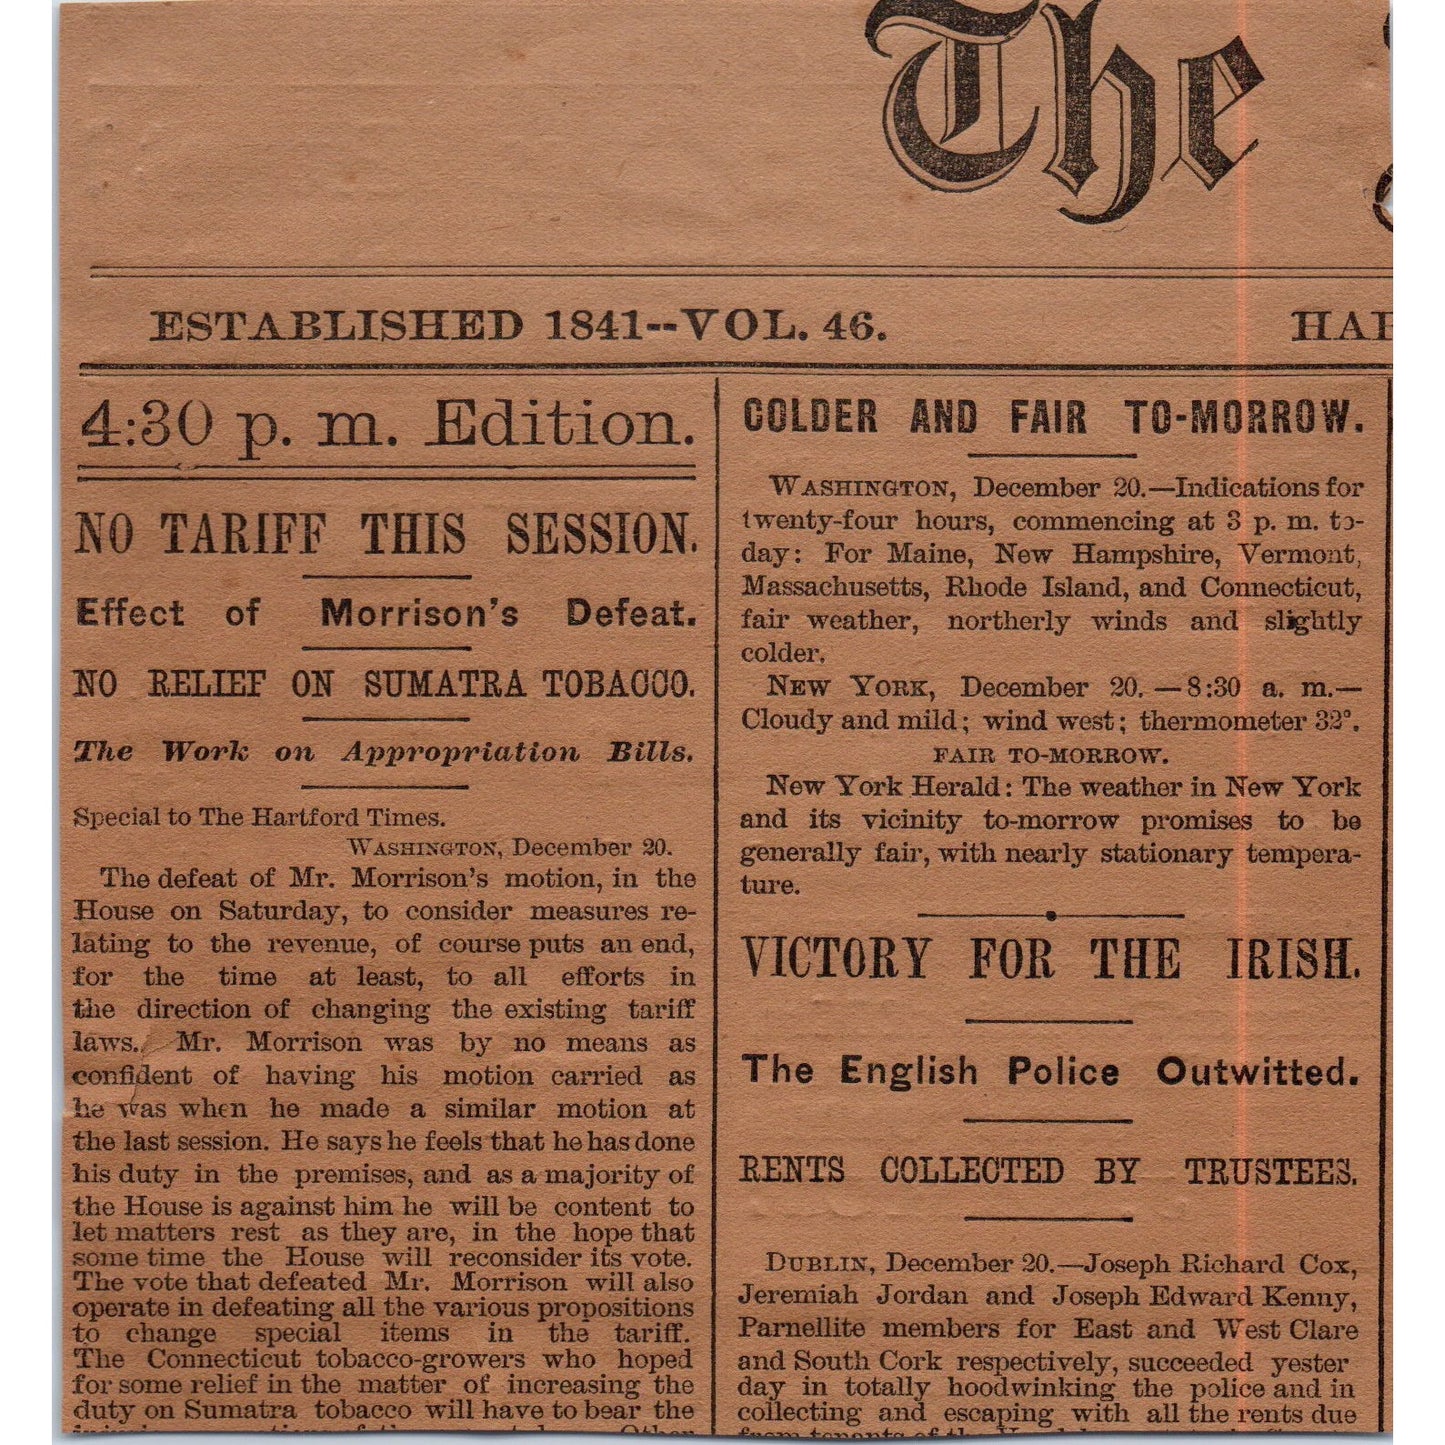 The
ESTABLISHED 1841--VOL. 46.
HAR
4:30 p. m. Edition.
NO TARIFF THIS SESSION.
Effect of Morrison's Defeat.
NO RELIEF ON SUMATRA TOBACCO.
The Work on Appropriation Bills.
Special to The Hartford Times.
WASHINGTON, December 20.
The defeat of Mr. Morrison's motion, in the
House on Saturday, to consider measures re-
lating to the revenue, of course puts an end,
for the time at least, to all efforts in
the direction of changing the existing tariff
laws. Mr. Morrison was by no means as
confident of having his motion carried as
he was when he made a similar motion at
the last session. He says he feels that he has done
his duty in the premises, and as a majority of
the House is against him he will be content to
let matters rest as they are, in the hope that
some time the House will reconsider its vote.
The vote that defeated Mr. Morrison will also
operate in defeating all the various propositions
to change special items in the tariff.
The Connecticut tobacco-growers who hoped
for some relief in the matter of increasing the
duty on Sumatra tobacco will have to bear the
COLDER AND FAIR TO-MORROW.
WASHINGTON, December 20.—Indications for
twenty-four hours, commencing at 3 p. m. to-
day: For Maine, New Hampshire, Vermont,
Massachusetts, Rhode Island, and Connecticut,
fair weather, northerly winds and slightly
colder.
NEW YORK, December 20.—8:30 a. m.—
Cloudy and mild; wind west; thermometer 32°.
FAIR TO-MORROW.
New York Herald: The weather in New York
and its vicinity to-morrow promises to be
generally fair, with nearly stationary tempera-
ture.
VICTORY FOR THE IRISH.
The English Police Outwitted.
RENTS COLLECTED BY TRUSTEES.
DUBLIN, December 20.—Joseph Richard Cox,
Jeremiah Jordan and Joseph Edward Kenny,
Parnellite members for East and West Clare
and South Cork respectively, succeeded yester
day in totally hoodwinking the police and in
collecting and escaping with all the rents due
from tenants of the